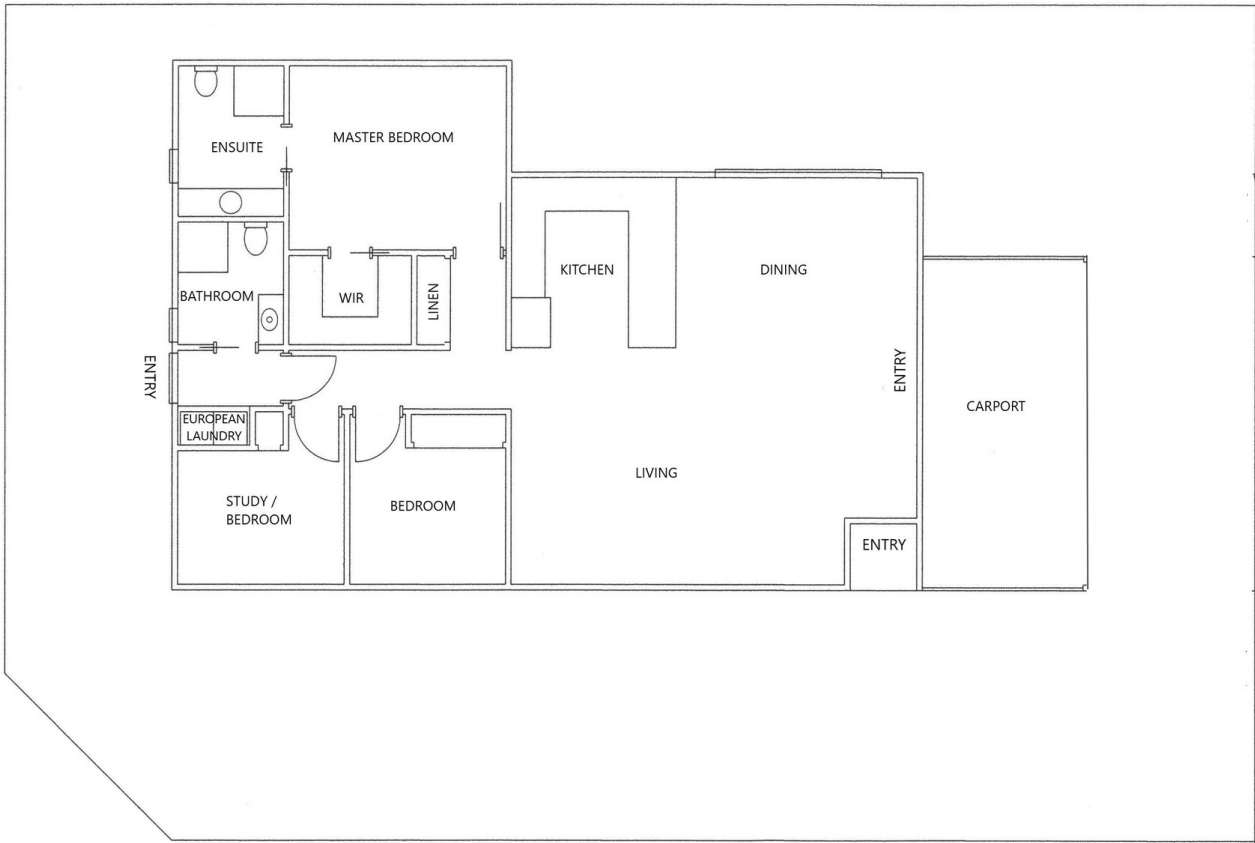 MASTER BEDROOM
ENSUITE
KITCHEN
DINING
BATHROOM
WIR
LINEN
ENTRY
ENTRY
CARPORT
EUROPEAN
LAUNDRY
LIVING
STUDY /
BEDROOM
BEDROOM
ENTRY